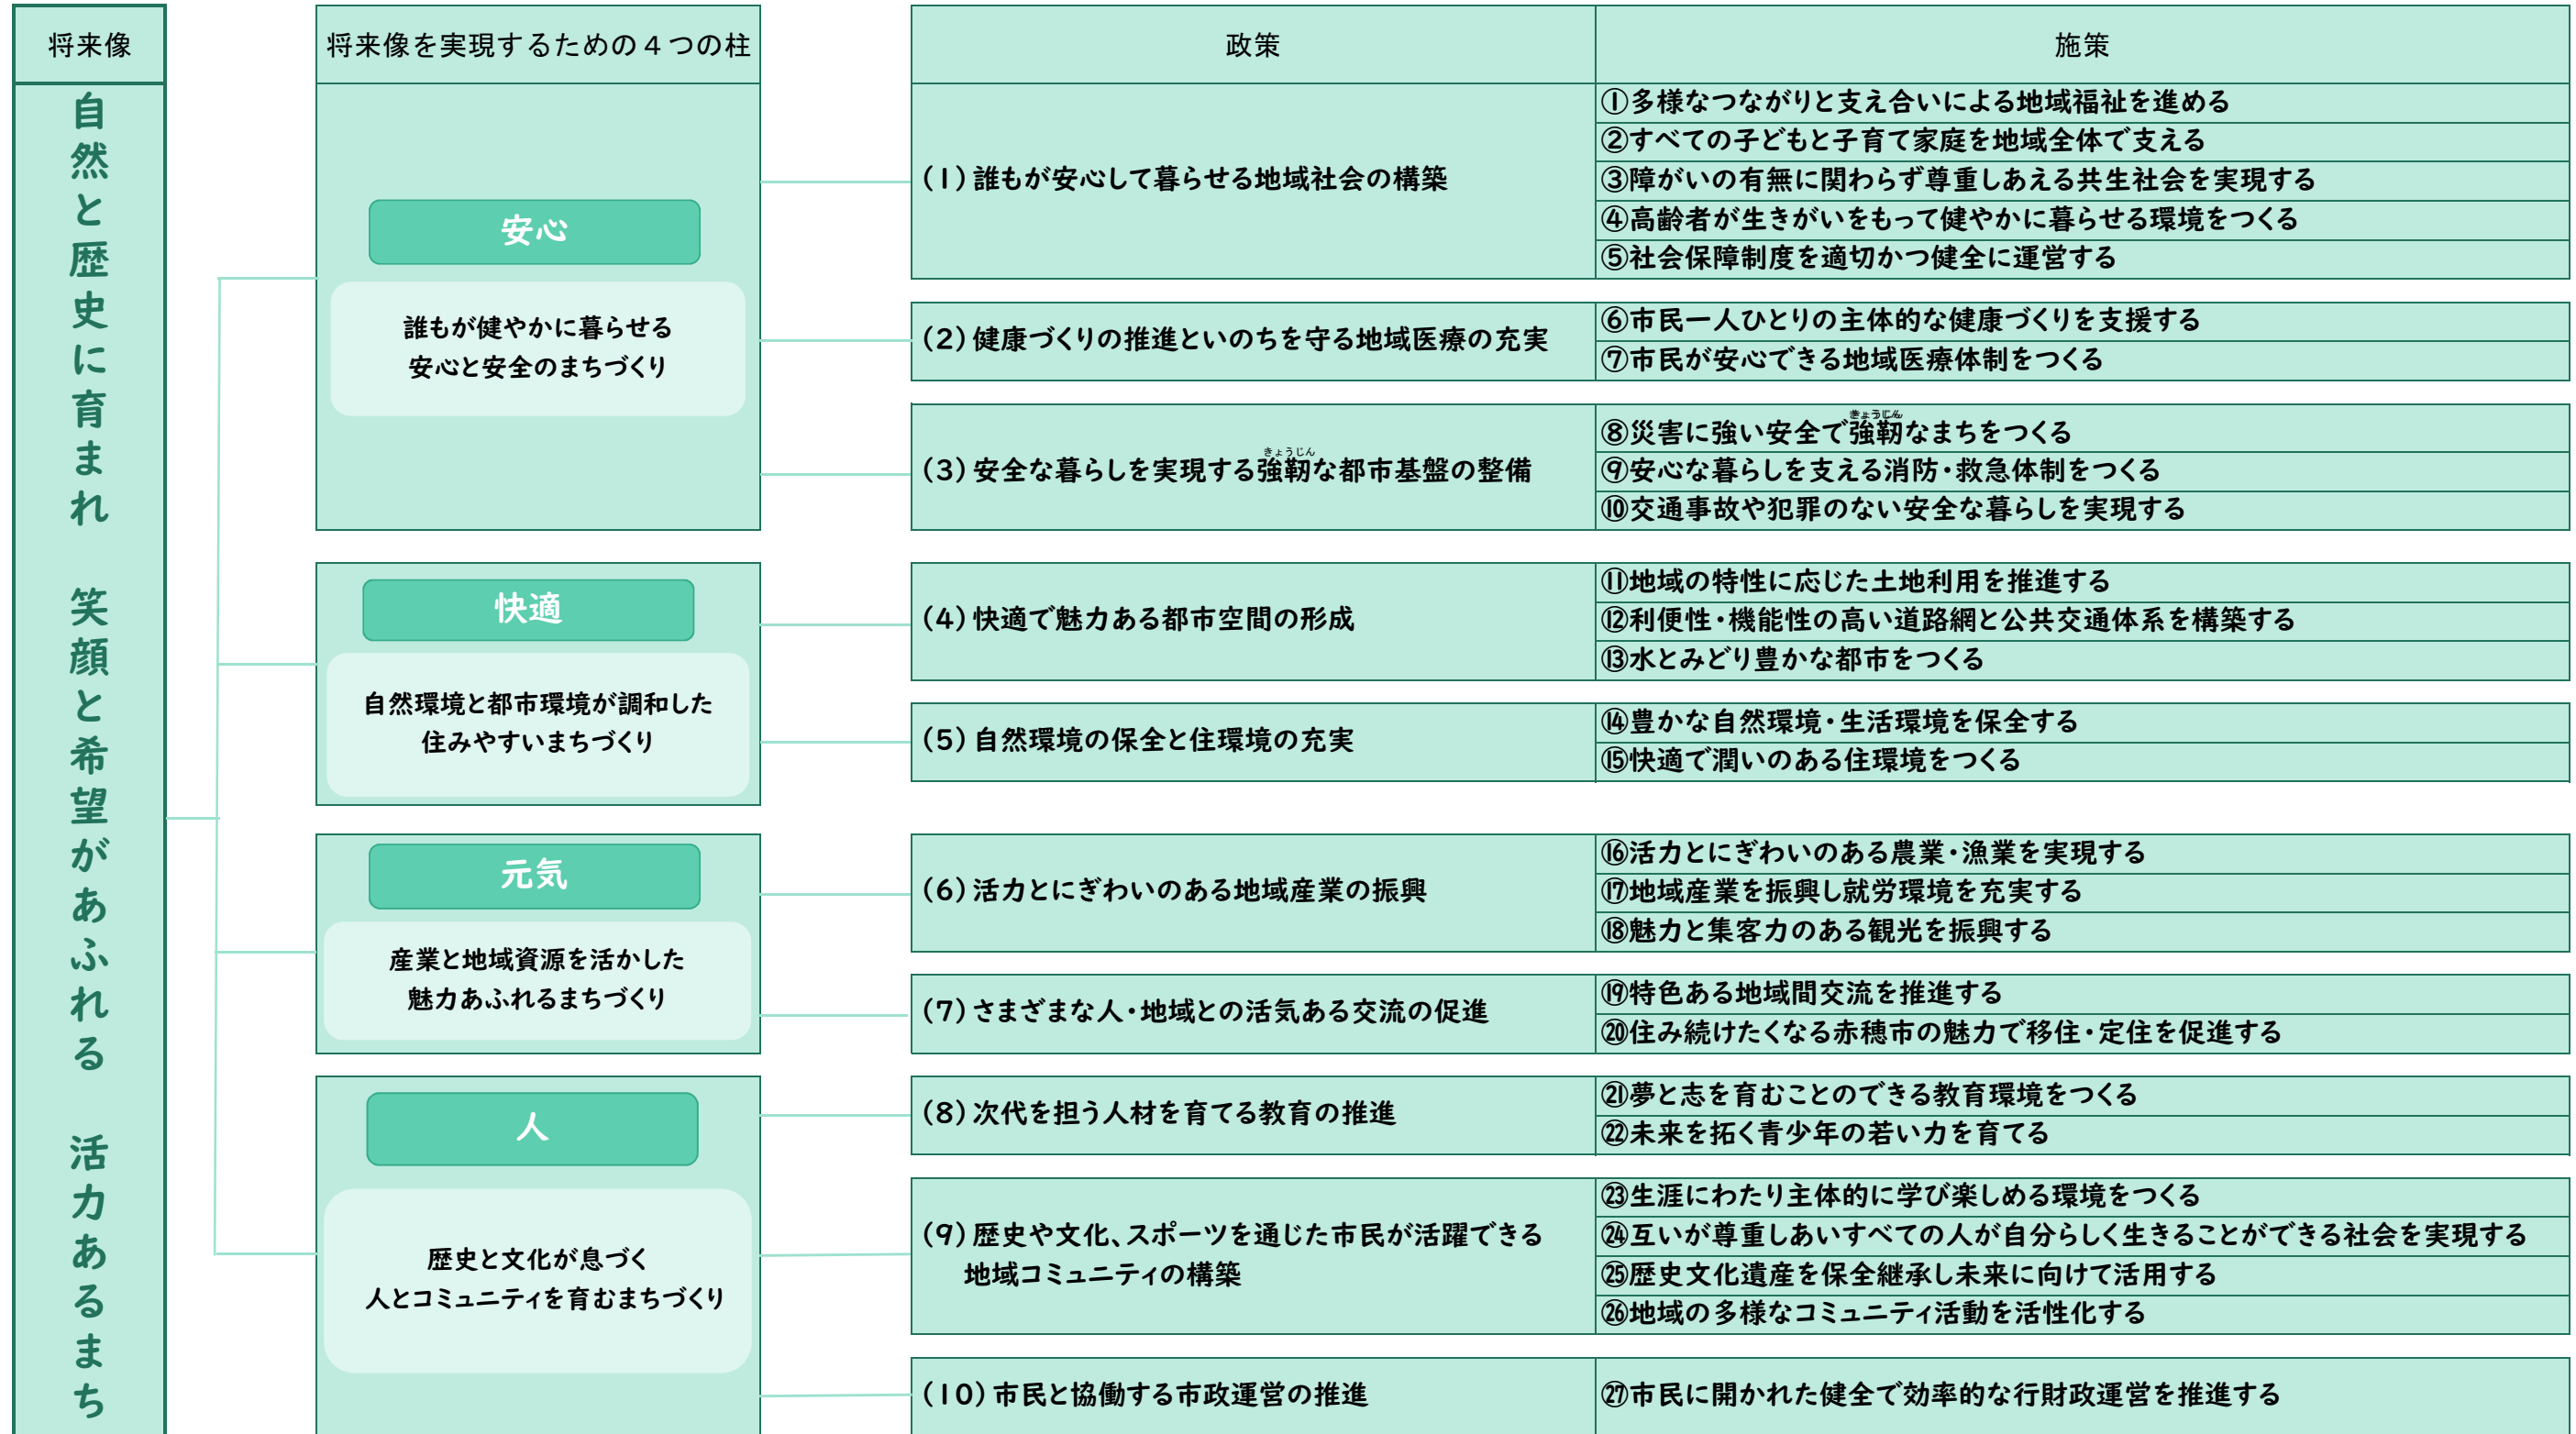 将来像
自然と歴史に育まれ　笑顔と希望があふれる　活力あるまち
将来像を実現するための４つの柱
政策
施策
安心
誰もが健やかに暮らせる
安心と安全のまちづくり
(1)誰もが安心して暮らせる地域社会の構築
①多様なつながりと支え合いによる地域福祉を進める
②すべての子どもと子育て家庭を地域全体で支える
③障がいの有無に関わらず尊重しあえる共生社会を実現する
④高齢者が生きがいをもって健やかに暮らせる環境をつくる
⑤社会保障制度を適切かつ健全に運営する
(2)健康づくりの推進といのちを守る地域医療の充実
⑥市民一人ひとりの主体的な健康づくりを支援する
⑦市民が安心できる地域医療体制をつくる
きょうじん
(3)安全な暮らしを実現する強靭な都市基盤の整備
きょうじん
⑧災害に強い安全で強靭なまちをつくる
⑨安心な暮らしを支える消防・救急体制をつくる
⑩交通事故や犯罪のない安全な暮らしを実現する
快適
自然環境と都市環境が調和した
住みやすいまちづくり
(4)快適で魅力ある都市空間の形成
⑪地域の特性に応じた土地利用を推進する
⑫利便性・機能性の高い道路網と公共交通体系を構築する
⑬水とみどり豊かな都市をつくる
(5)自然環境の保全と住環境の充実
⑭豊かな自然環境・生活環境を保全する
⑮快適で潤いのある住環境をつくる
元気
産業と地域資源を活かした
魅力あふれるまちづくり
(6)活力とにぎわいのある地域産業の振興
⑯活力とにぎわいのある農業・漁業を実現する
⑰地域産業を振興し就労環境を充実する
⑱魅力と集客力のある観光を振興する
(7)さまざまな人・地域との活気ある交流の促進
⑲特色ある地域間交流を推進する
⑳住み続けたくなる赤穂市の魅力で移住・定住を促進する
人
歴史と文化が息づく
人とコミュニティを育むまちづくり
(8)次代を担う人材を育てる教育の推進
㉑夢と志を育むことのできる教育環境をつくる
㉒未来を拓く青少年の若い力を育てる
(9)歴史や文化、スポーツを通じた市民が活躍できる
地域コミュニティの構築
㉓生涯にわたり主体的に学び楽しめる環境をつくる
㉔互いが尊重しあいすべての人が自分らしく生きることができる社会を実現する
㉕歴史文化遺産を保全継承し未来に向けて活用する
㉖地域の多様なコミュニティ活動を活性化する
(10)市民と協働する市政運営の推進
㉗市民に開かれた健全で効率的な行財政運営を推進する